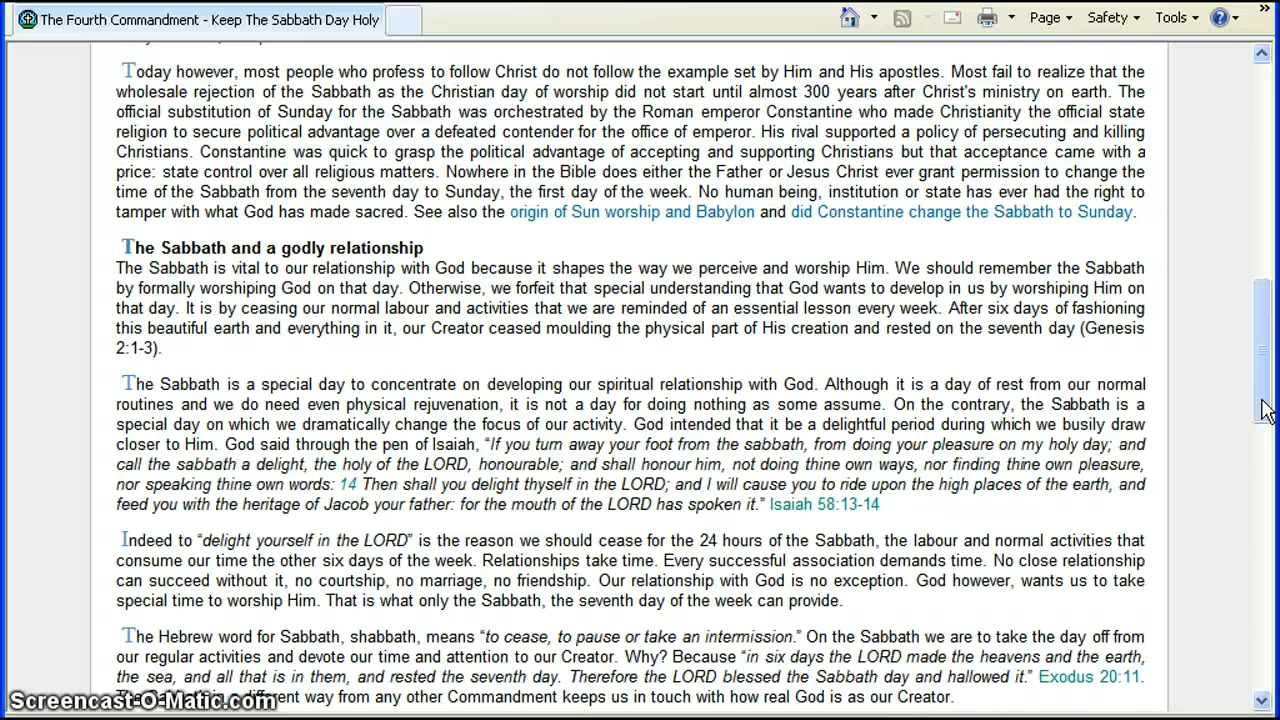 The Fourth Commandment - Keep The Sabbath Day Holy
Page
Safety
Tools
Today however, most people who profess to follow Christ do not follow the example set by Him and His apostles. Most fail to realize that the
wholesale rejection of the Sabbath as the Christian day of worship did not start until almost 300 years after Christ's ministry on earth. The
official substitution of Sunday for the Sabbath was orchestrated by the Roman emperor Constantine who made Christianity the official state
religion to secure political advantage over a defeated contender for the office of emperor. His rival supported a policy of persecuting and killing
Christians. Constantine was quick to grasp the political advantage of accepting and supporting Christians but that acceptance came with a
price: state control over all religious matters. Nowhere in the Bible does either the Father or Jesus Christ ever grant permission to change the
time of the Sabbath from the seventh day to Sunday, the first day of the week. No human being, institution or state has ever had the right to
tamper with what God has made sacred. See also the origin of Sun worship and Babylon and did Constantine change the Sabbath to Sunday.
The Sabbath and a godly relationship
The Sabbath is vital to our relationship with God because it shapes the way we perceive and worship Him. We should remember the Sabbath
by formally worshiping God on that day. Otherwise, we forfeit that special understanding that God wants to develop in us by worshiping Him on
that day. It is by ceasing our normal labour and activities that we are reminded of an essential lesson every week. After six days of fashioning
this beautiful earth and everything in it, our Creator ceased moulding the physical part of His creation and rested on the seventh day (Genesis
2:1-3).
The Sabbath is a special day to concentrate on developing our spiritual relationship with God. Although it is a day of rest from our normal
routines and we do need even physical rejuvenation, it is not a day for doing nothing as some assume. On the contrary, the Sabbath is a
special day on which we dramatically change the focus of our activity. God intended that it be a delightful period during which we busily draw
closer to Him. God said through the pen of Isaiah, “If you turn away your foot from the sabbath, from doing your pleasure on my holy day; and
call the sabbath a delight, the holy of the LORD, honourable; and shall honour him, not doing thine own ways, nor finding thine own pleasure,
nor speaking thine own words: 14 Then shall you delight thyself in the LORD; and I will cause you to ride upon the high places of the earth, and
feed you with the heritage of Jacob your father: for the mouth of the LORD has spoken it.” Isaiah 58:13-14
Indeed to “delight yourself in the LORD” is the reason we should cease for the 24 hours of the Sabbath, the labour and normal activities that
consume our time the other six days of the week. Relationships take time. Every successful association demands time. No close relationship
can succeed without it, no courtship, no marriage, no friendship. Our relationship with God is no exception. God however, wants us to take
special time to worship Him. That is what only the Sabbath, the seventh day of the week can provide.
The Hebrew word for Sabbath, shabbath, means “to cease, to pause or take an intermission.” On the Sabbath we are to take the day off from
our regular activities and devote our time and attention to our Creator. Why? Because “in six days the LORD made the heavens and the earth,
the sea, and all that is in them, and rested the seventh day. Therefore the LORD blessed the Sabbath day and hallowed it.” Exodus 20:11.
different way from any other Commandment keeps us in touch with how real God is as our Creator.
Screencast-O-Matic.com